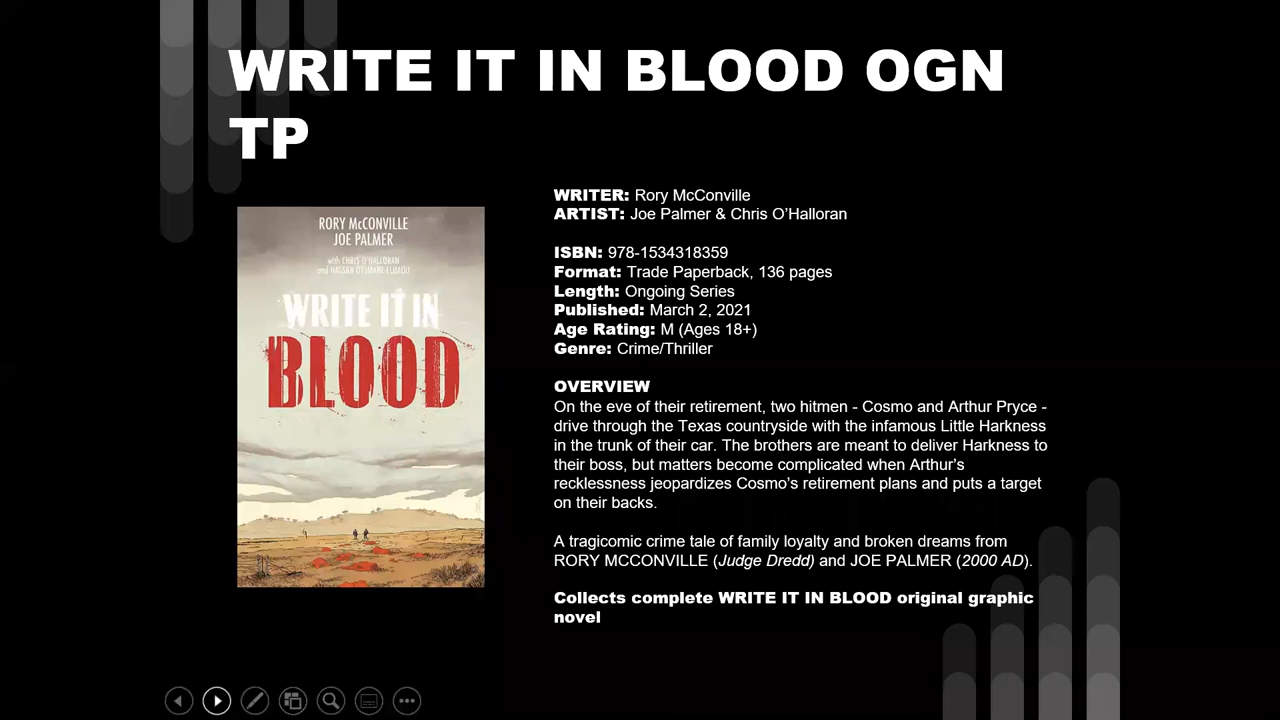 WRITE IT IN BLOOD OGN
TP
RORY McCONVILLE
JOE PALMER
with CHRIS O'HALLORAN
and HASSAN OTSMANE-ELHAOU
WRITE IT IN
BLOOD
WRITER: Rory McConville
ARTIST: Joe Palmer & Chris O’Halloran
ISBN: 978-1534318359
Format: Trade Paperback, 136 pages
Length: Ongoing Series
Published: March 2, 2021
Age Rating: M (Ages 18+)
Genre: Crime/Thriller
OVERVIEW
On the eve of their retirement, two hitmen - Cosmo and Arthur Pryce -
drive through the Texas countryside with the infamous Little Harkness
in the trunk of their car. The brothers are meant to deliver Harkness to
their boss, but matters become complicated when Arthur’s
recklessness jeopardizes Cosmo’s retirement plans and puts a target
on their backs.
A tragicomic crime tale of family loyalty and broken dreams from
RORY MCCONVILLE (Judge Dredd) and JOE PALMER (2000 AD).
Collects complete WRITE IT IN BLOOD original graphic
novel